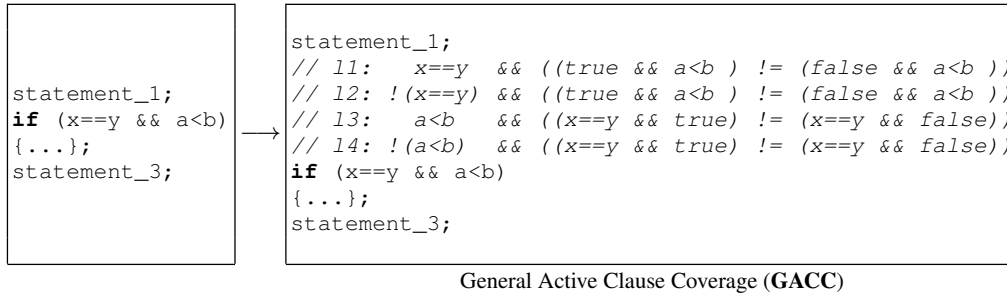 statement_1;
if (x==y && a<b)
{...};
statement_3;
⟶
statement_1;
// l1:   x==y  && ((true && a<b ) != (false && a<b ))
// l2: !(x==y) && ((true && a<b ) != (false && a<b ))
// l3:   a<b   && ((x==y && true) != (x==y && false))
// l4: !(a<b)  && ((x==y && true) != (x==y && false))
if (x==y && a<b)
{...};
statement_3;
General Active Clause Coverage (GACC)